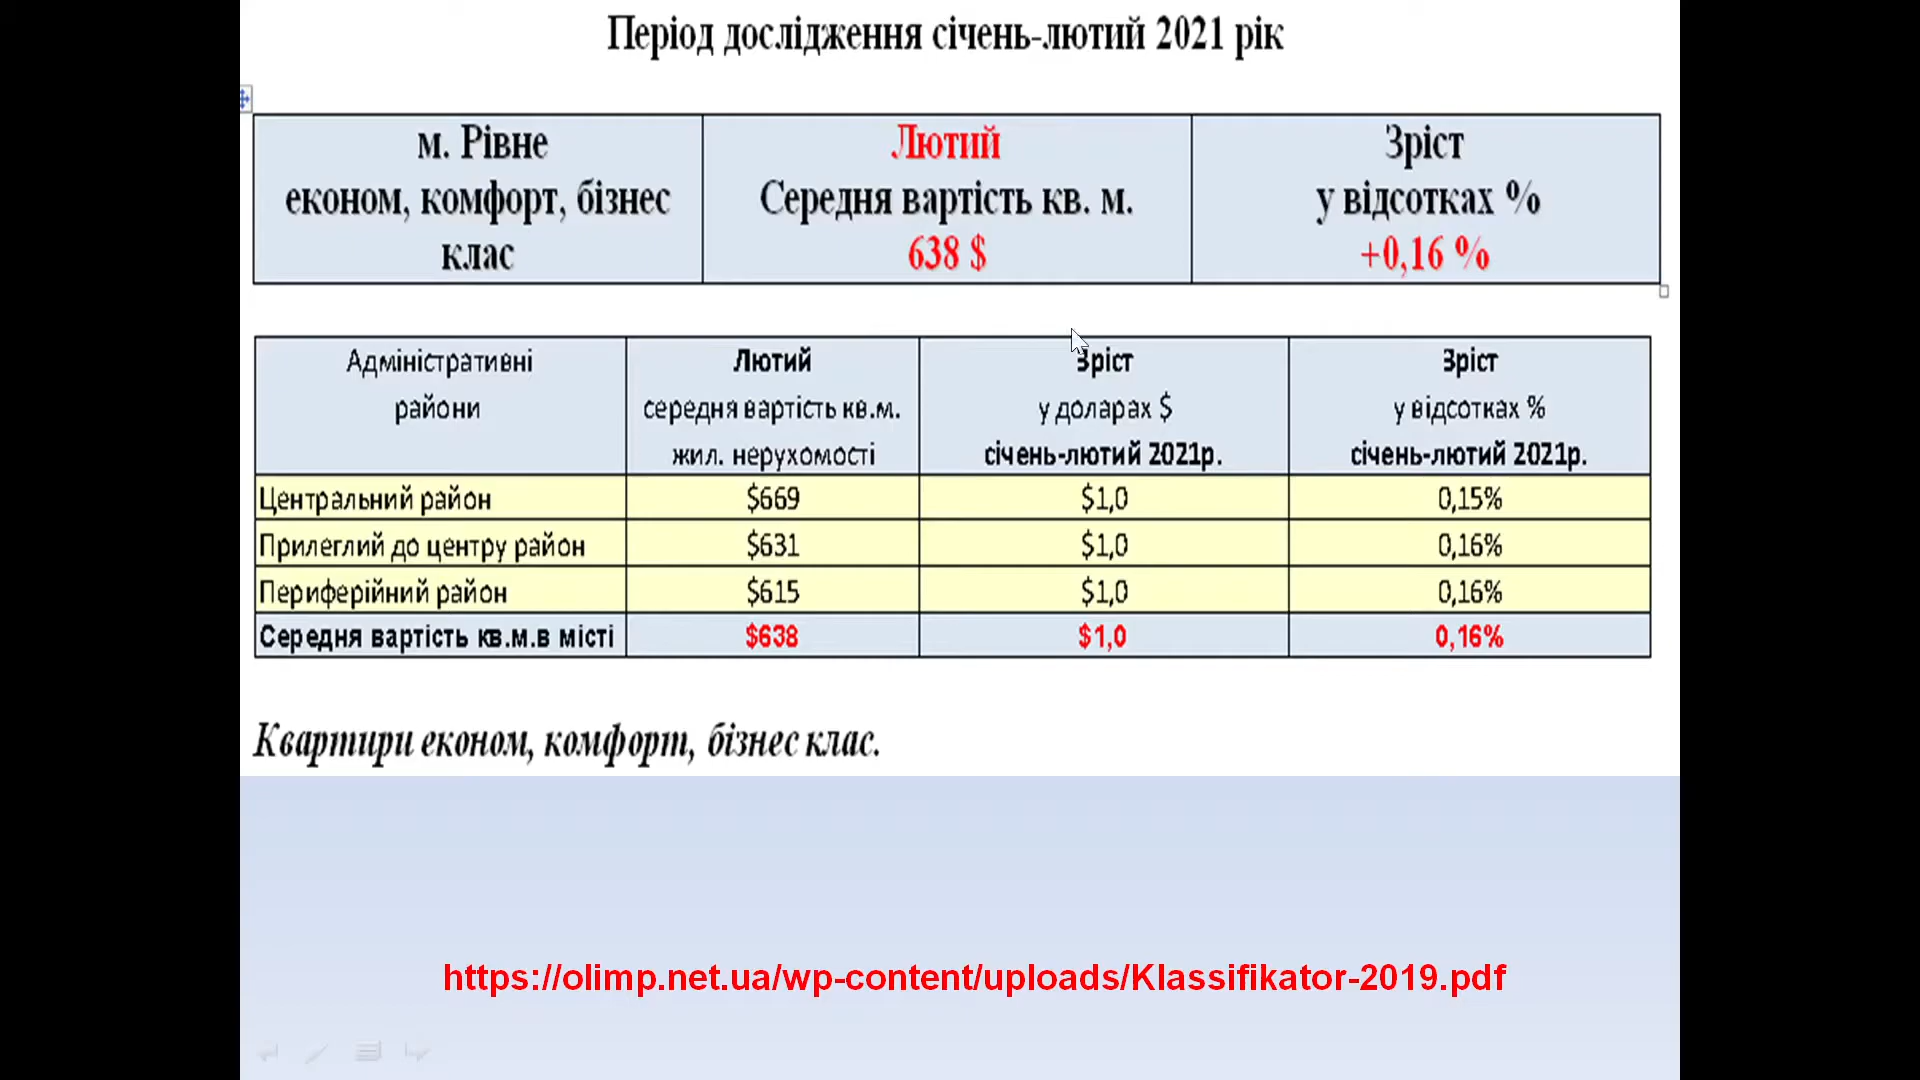 Період дослідження січень-лютий 2021 рік
м. Рівне
економ, комфорт, бізнес
клас
Лютий
Середня вартість кв. м.
638 $
Зріст
у відсотках %
+0,16 %
Адміністративні
райони
Лютий
середня вартість кв.м.
жил. нерухомості
Зріст
у доларах $
січень-лютий 2021р.
Зріст
у відсотках %
січень-лютий 2021р.
Центральний район $669 $1,0 0,15%
Прилеглий до центру район $631 $1,0 0,16%
Периферійний район $615 $1,0 0,16%
Середня вартість кв.м.в місті $638 $1,0 0,16%
Квартири економ, комфорт, бізнес клас.
https://olimp.net.ua/wp-content/uploads/Klassifikator-2019.pdf